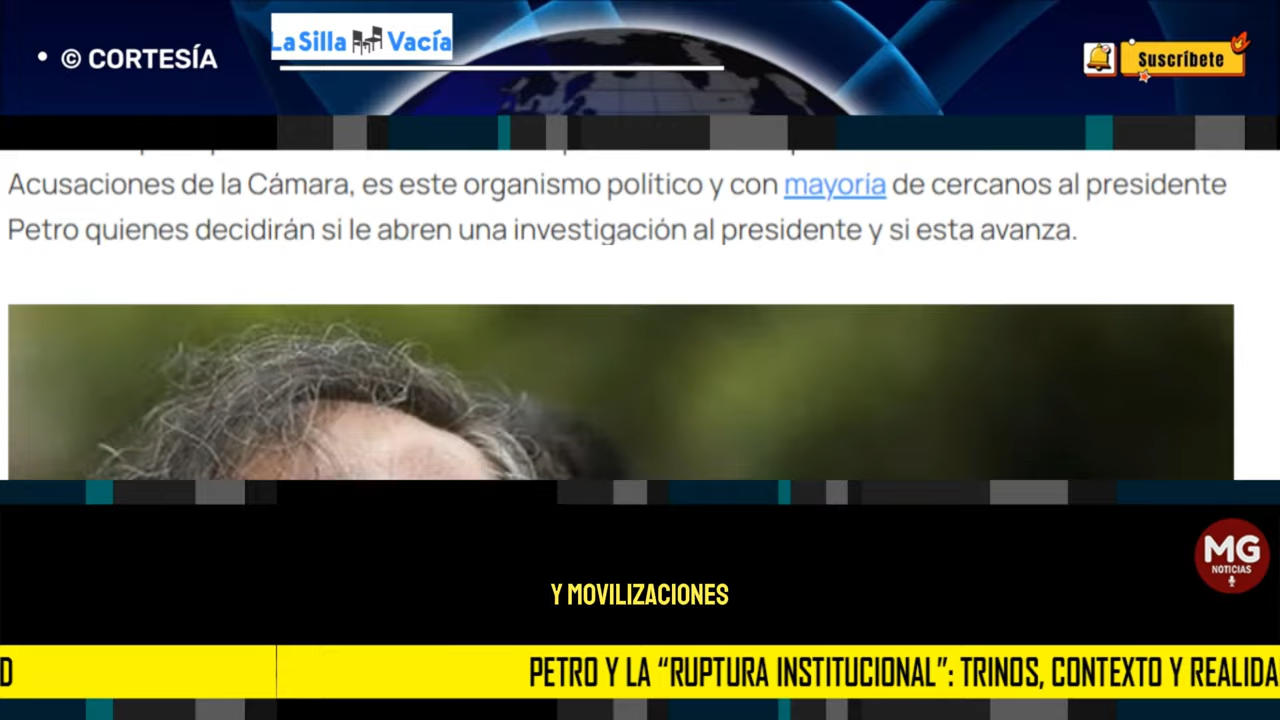 • © CORTESÍA
La Silla Vacía
Suscríbete
Acusaciones de la Cámara, es este organismo político y con mayoría de cercanos al presidente
Petro quienes decidirán si le abren una investigación al presidente y si esta avanza.
MG
NOTICIAS
Y MOVILIZACIONES
D PETRO Y LA “RUPTURA INSTITUCIONAL”: TRINOS, CONTEXTO Y REALIDA